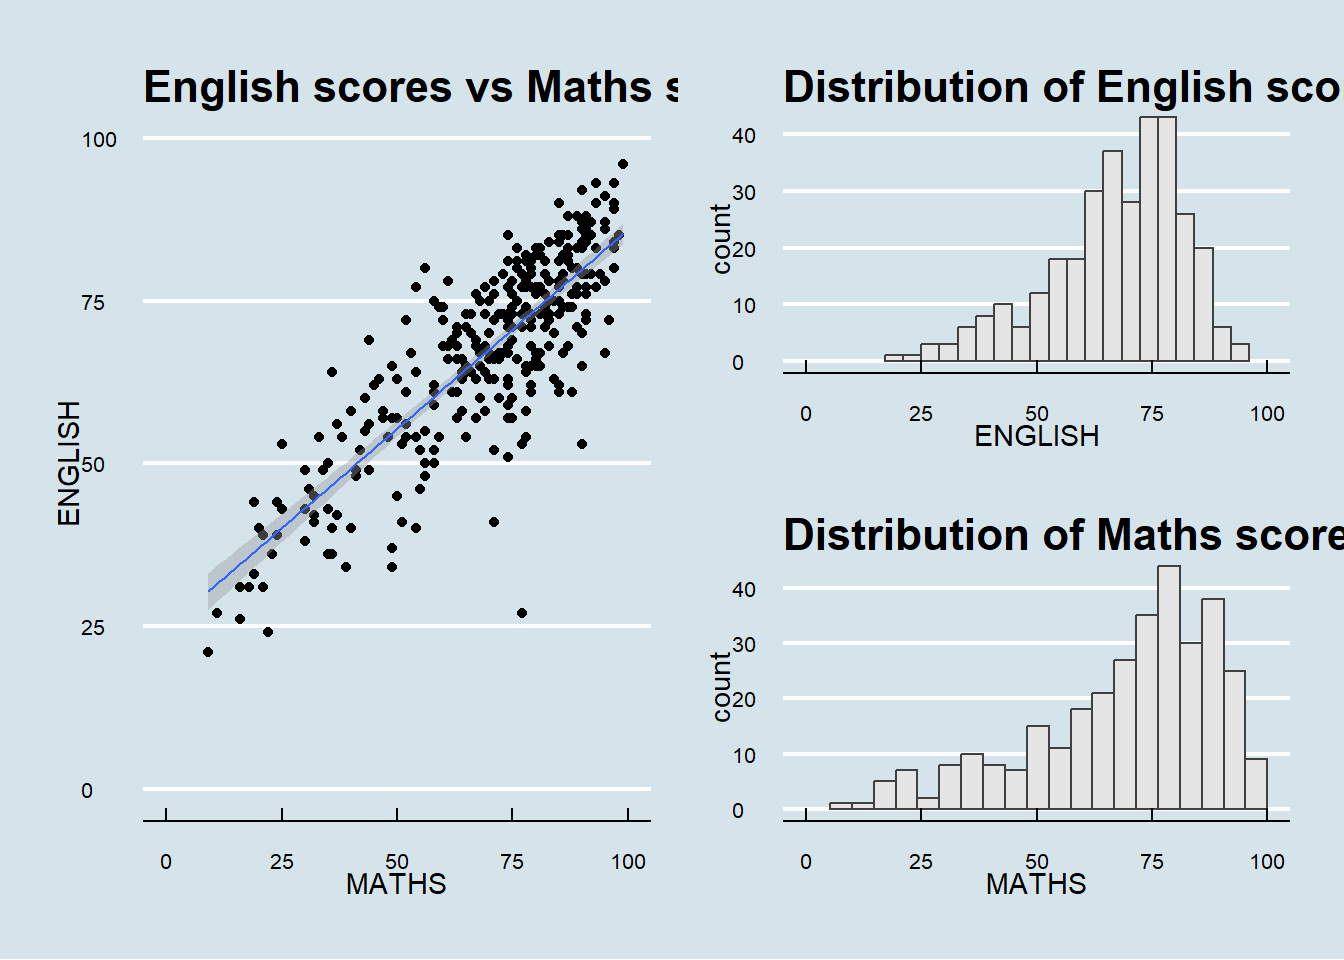 English scores vs Maths s
100
75
50
25
0
ENGLISH
0 25 50 75 100
MATHS
Distribution of English sco
40
30
20
10
0
count
0 25 50 75 100
ENGLISH
Distribution of Maths score
40
30
20
10
0
count
0 25 50 75 100
MATHS